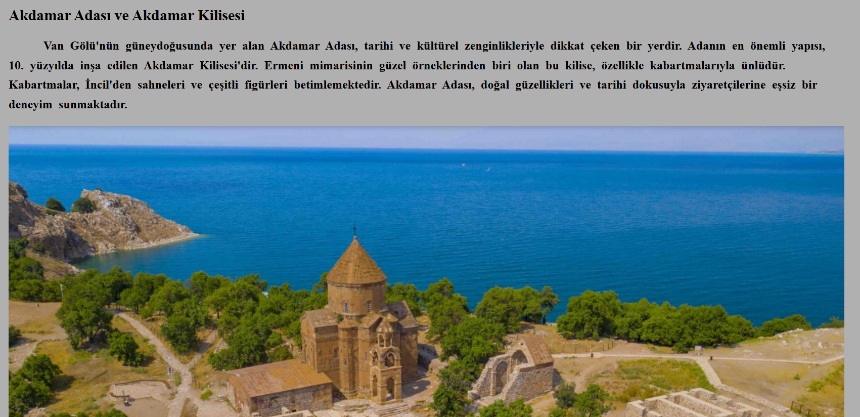 Akdamar Adası ve Akdamar Kilisesi
Van Gölü'nün güneydoğusunda yer alan Akdamar Adası, tarihi ve kültürel zenginlikleriyle dikkat çeken bir yerdir. Adanın en önemli yapısı,
10. yüzyılda inşa edilen Akdamar Kilisesi'dir. Ermeni mimarisinin güzel örneklerinden biri olan bu kilise, özellikle kabartmalarıyla ünlüdür.
Kabartmalar, İncil'den sahneleri ve çeşitli figürleri betimlemektedir. Akdamar Adası, doğal güzellikleri ve tarihi dokusuyla ziyaretçilerine eşsiz bir
deneyim sunmaktadır.